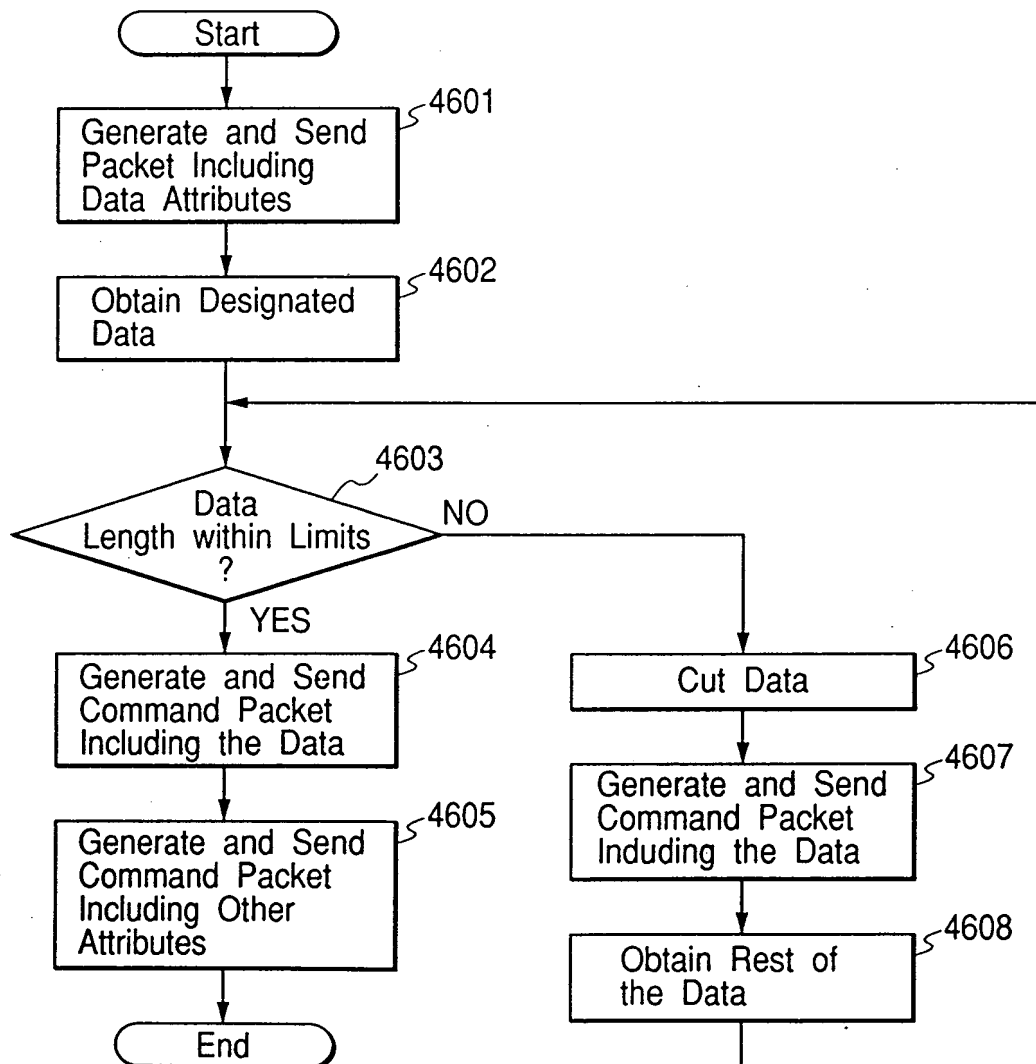 Start
4601
Generate and Send
Packet Including
Data Attributes
4602
Obtain Designated
Data
4603
Data
Length within Limits
?
NO
YES
4604
Generate and Send
Command Packet
Including the Data
4605
Generate and Send
Command Packet
Including Other
Attributes
End
4606
Cut Data
4607
Generate and Send
Command Packet
Induding the Data
4608
Obtain Rest of
the Data